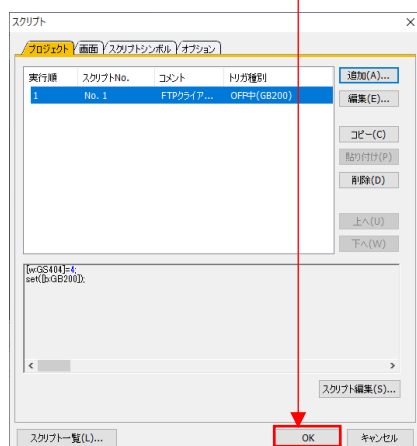 スクリプト
プロジェクト 画面 スクリプトシンボル オプション
実行順 スクリプトNo. コメント トリガ種別
1 No. 1 FTPクライア... OFF中(GB200)
追加(A)...
編集(E)...
コピー(C)
貼り付け(P)
削除(D)
上へ(U)
下へ(W)
[w:GS404]=4;
set([b:GB200]);
スクリプト編集(S)...
スクリプト一覧(L)... OK キャンセル